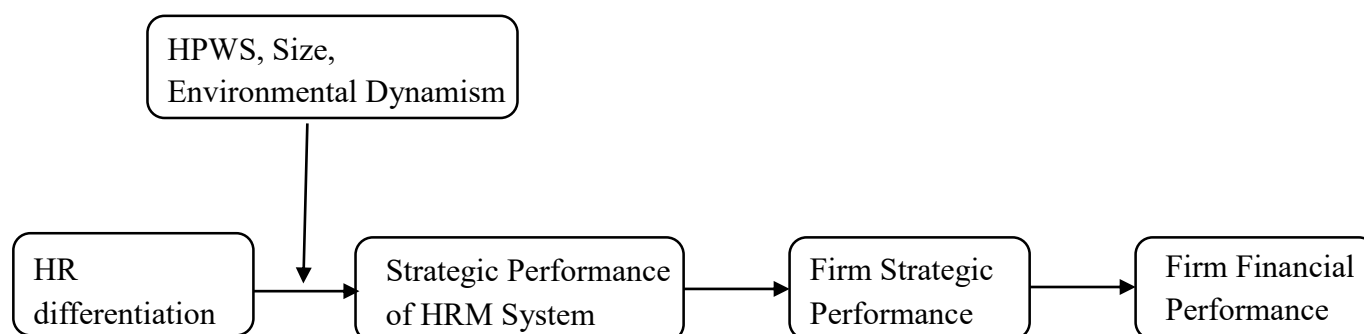 HPWS, Size,
Environmental Dynamism
HR
differentiation
Strategic Performance
of HRM System
Firm Strategic
Performance
Firm Financial
Performance